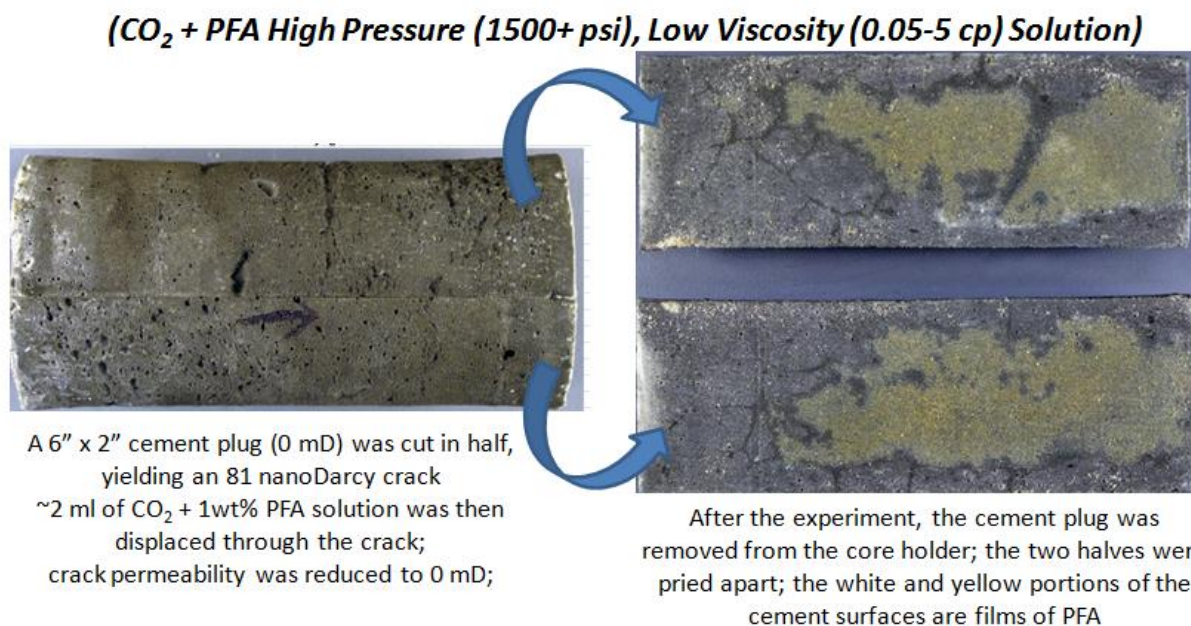 (CO₂ + PFA High Pressure (1500+ psi), Low Viscosity (0.05-5 cp) Solution)
A 6” x 2” cement plug (0 mD) was cut in half,
yielding an 81 nanoDarcy crack
~2 ml of CO₂ + 1wt% PFA solution was then
displaced through the crack;
crack permeability was reduced to 0 mD;
After the experiment, the cement plug was
removed from the core holder; the two halves wer
pried apart; the white and yellow portions of the
cement surfaces are films of PFA